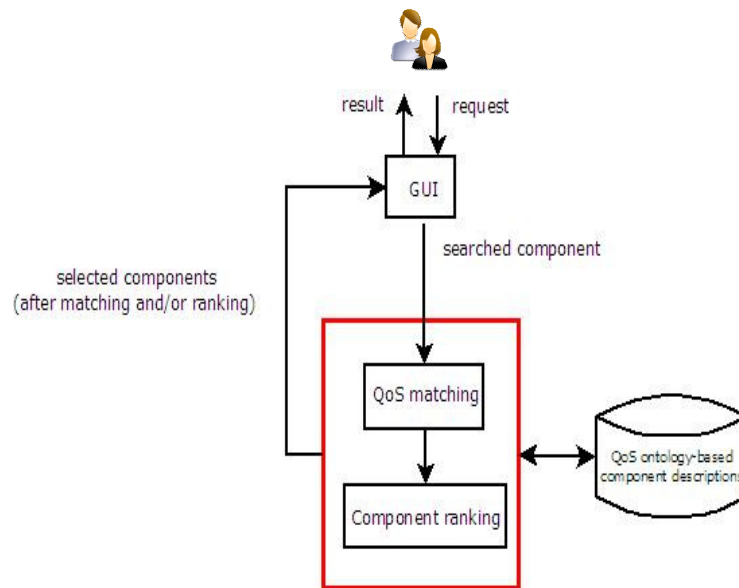 result
request
GUI
searched component
selected components
(after matching and/or ranking)
QoS matching
Component ranking
QoS ontology-based
component descriptions